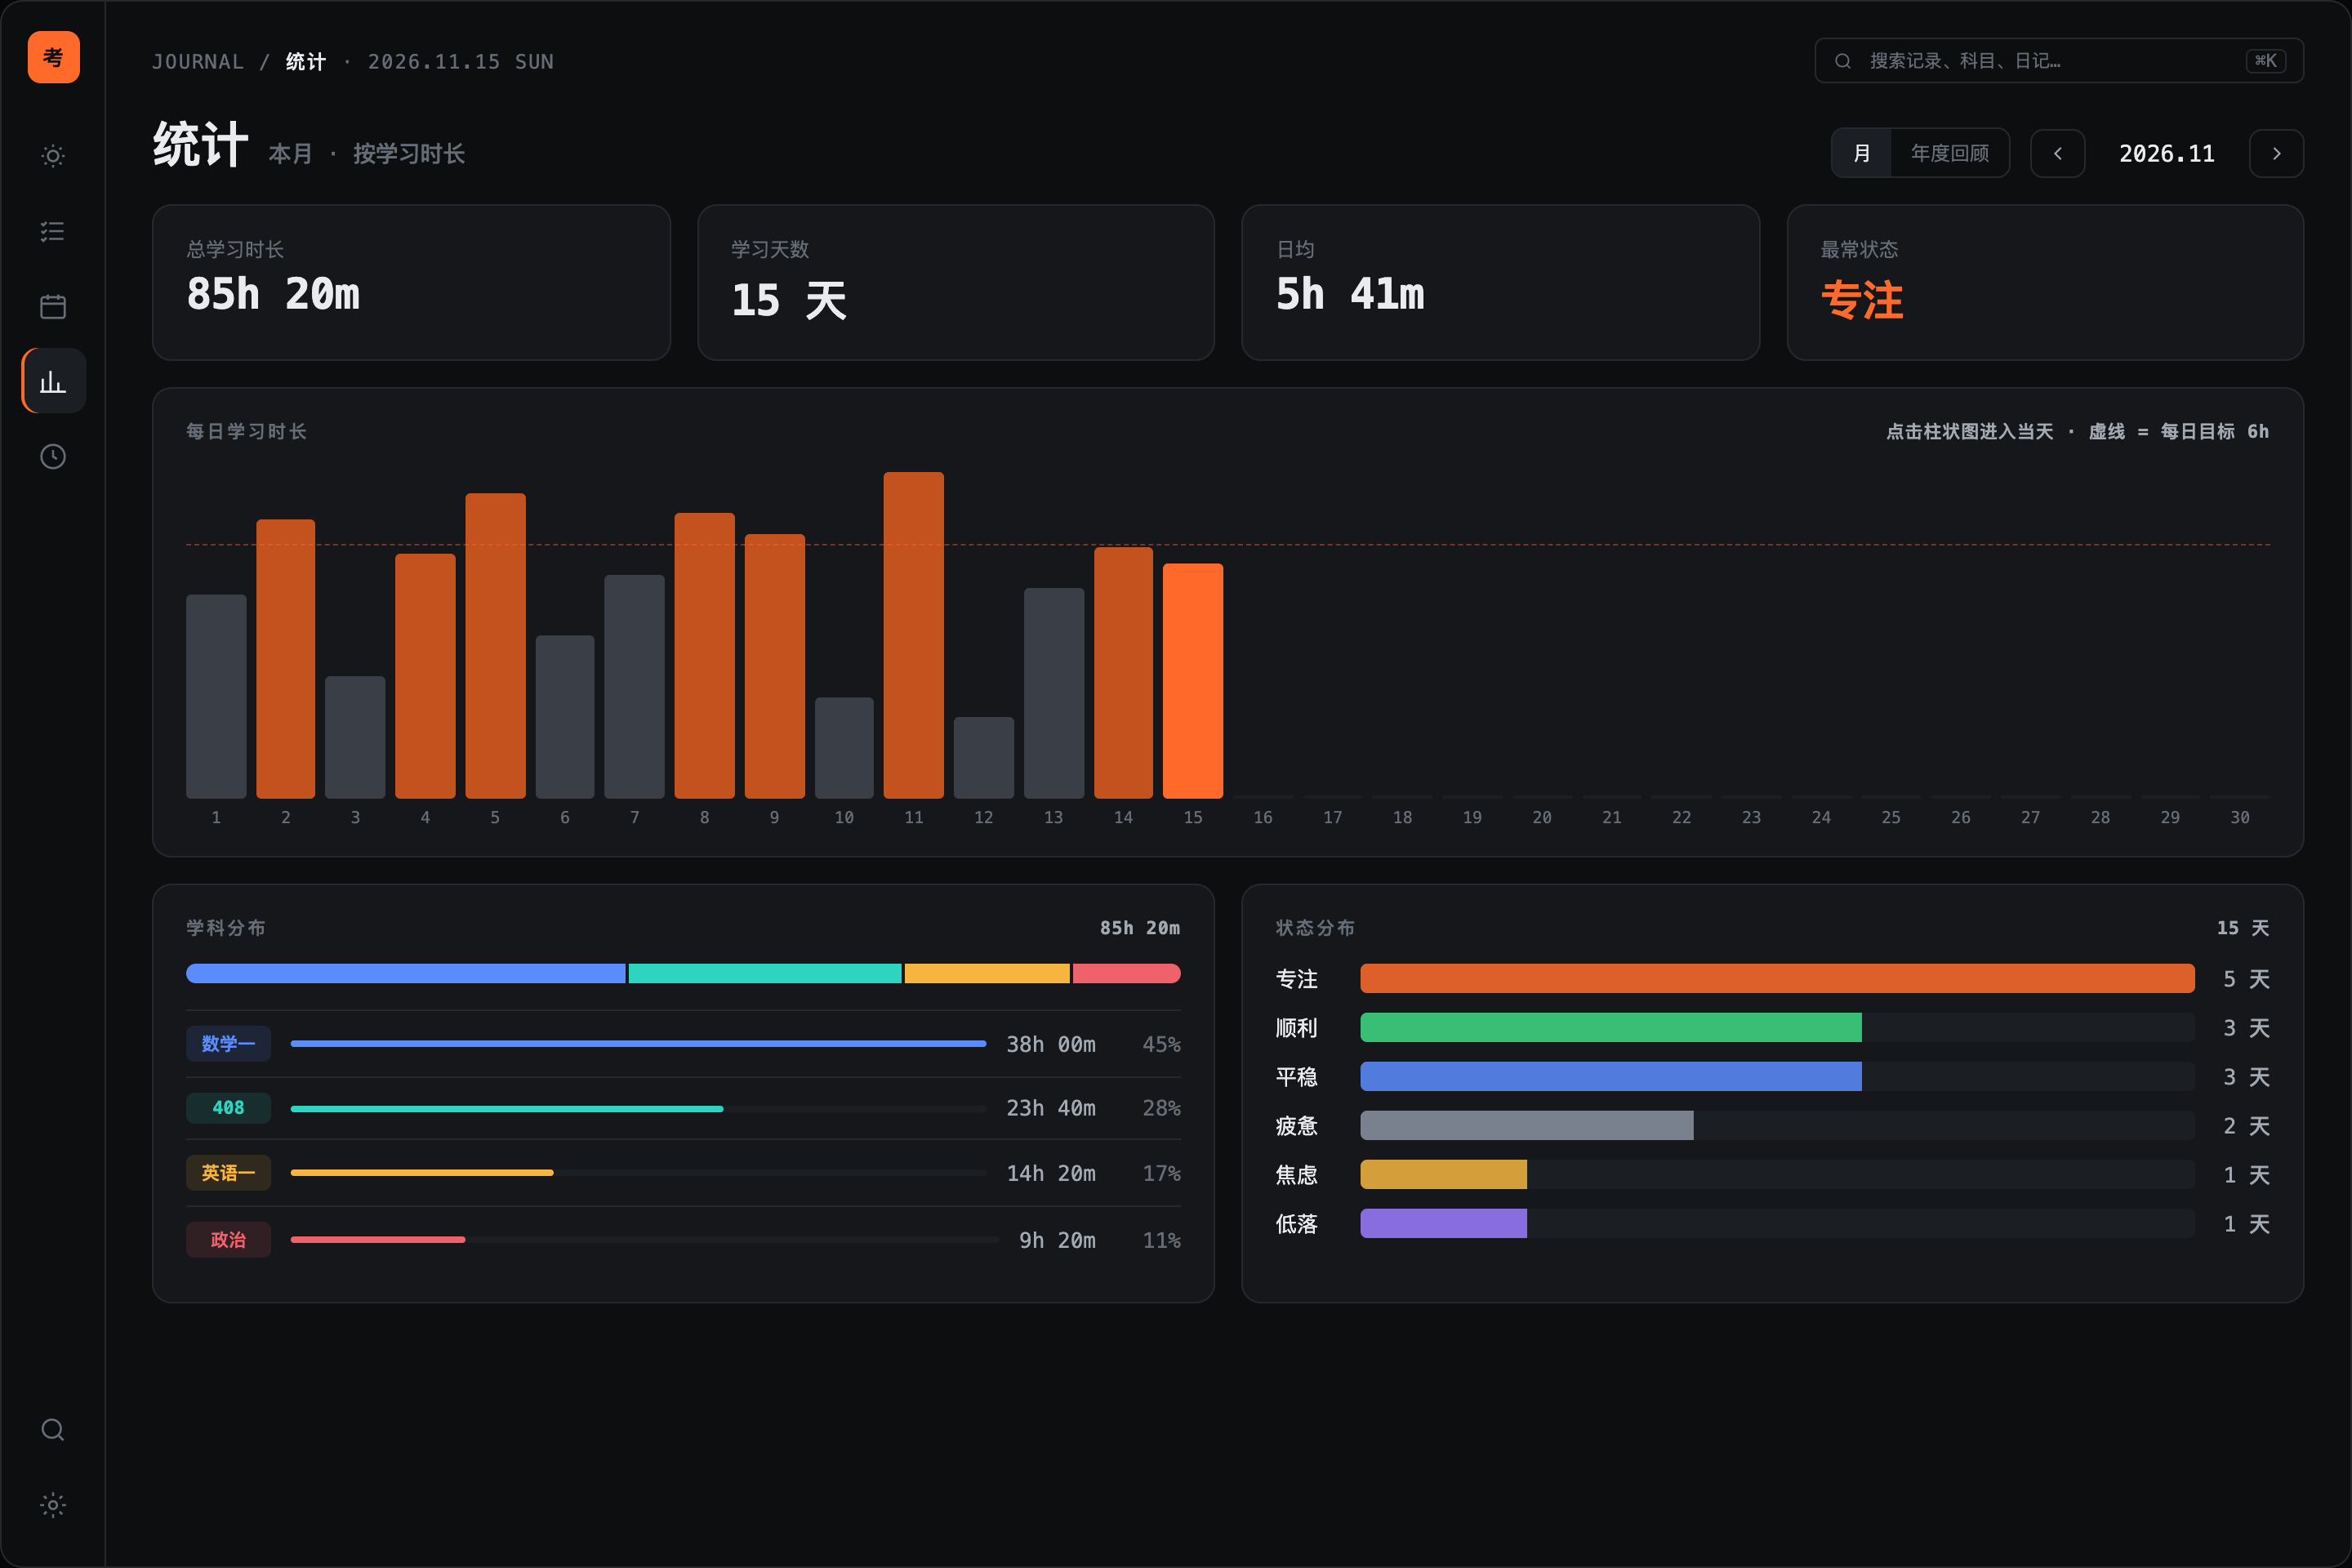 考
JOURNAL / 统计 · 2026.11.15 SUN
搜索记录、科目、日记… ⌘K
统计 本月 · 按学习时长
月 年度回顾 2026.11
总学习时长
85h 20m
学习天数
15 天
日均
5h 41m
最常状态
专注
每日学习时长
点击柱状图进入当天 · 虚线 = 每日目标 6h
1 2 3 4 5 6 7 8 9 10 11 12 13 14 15 16 17 18 19 20 21 22 23 24 25 26 27 28 29 30
学科分布 85h 20m
数学一 38h 00m 45%
408 23h 40m 28%
英语一 14h 20m 17%
政治 9h 20m 11%
状态分布 15 天
专注 5 天
顺利 3 天
平稳 3 天
疲惫 2 天
焦虑 1 天
低落 1 天